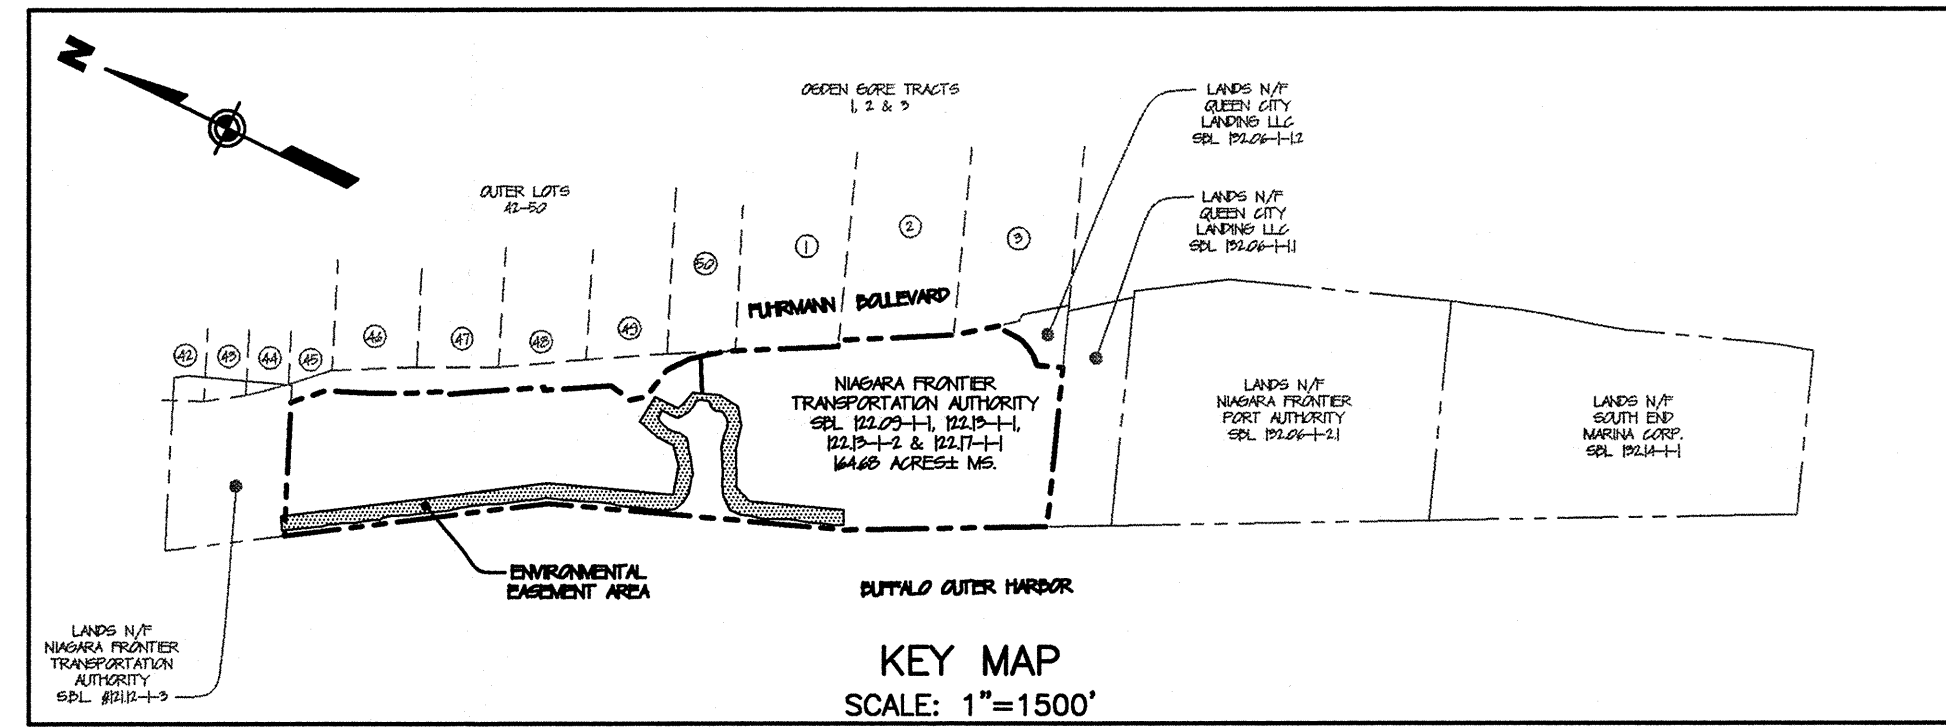 N
OGDEN GORE TRACTS
1, 2 & 3
LANDS N/F
QUEEN CITY
LANDING LLC
SBL 132.06-1-1.2
OUTER LOTS
42-50
LANDS N/F
QUEEN CITY
LANDING LLC
SBL 132.06-1-1.1
42
43
44
45
46
47
48
49
50
1
2
3
FUHRMANN BOULEVARD
NIAGARA FRONTIER
TRANSPORTATION AUTHORITY
SBL 122.09-1-1, 122.13-1-1,
122.13-1-2 & 122.17-1-1
164.68 ACRES± MS.
LANDS N/F
NIAGARA FRONTIER
PORT AUTHORITY
SBL 132.06-1-2.1
LANDS N/F
SOUTH END
MARINA CORP.
SBL 132.14-1-1
ENVIRONMENTAL
EASEMENT AREA
BUFFALO OUTER HARBOR
LANDS N/F
NIAGARA FRONTIER
TRANSPORTATION
AUTHORITY
SBL #121.12-1-3
KEY MAP
SCALE: 1"=1500'